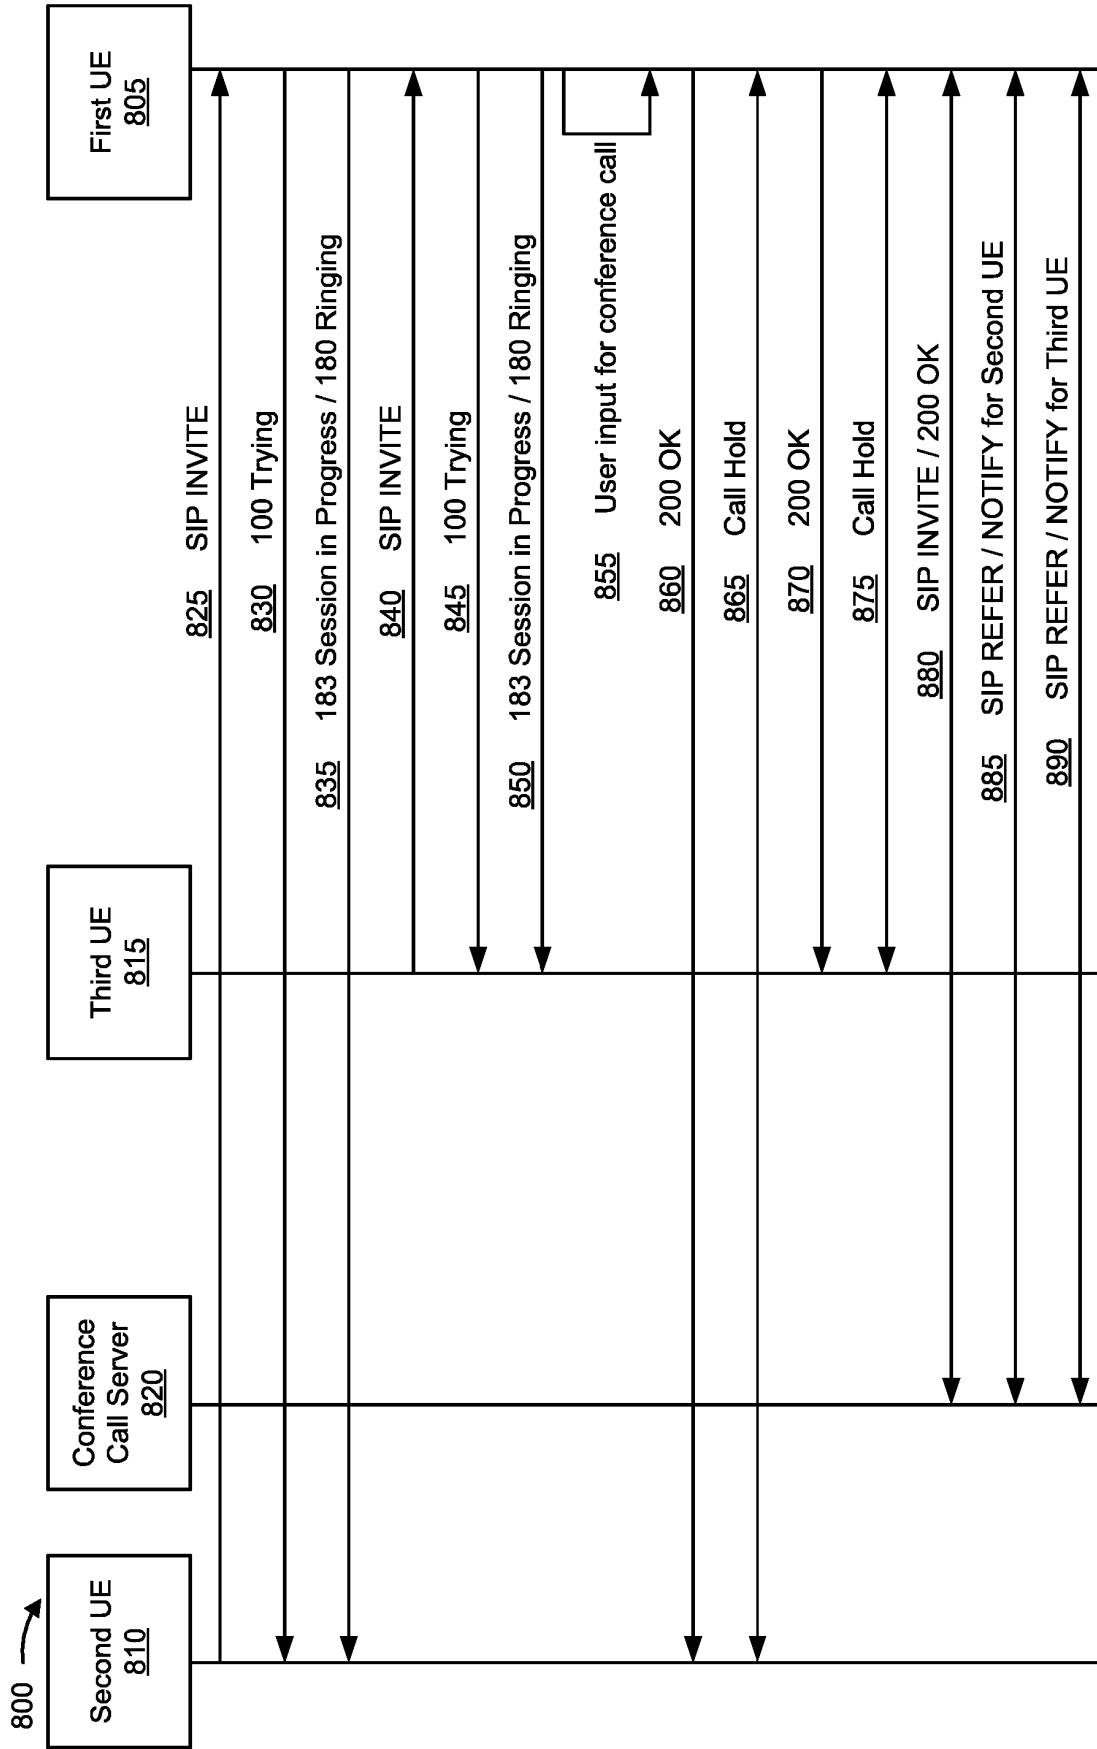 800
Second UE
810
Conference
Call Server
820
Third UE
815
First UE
805
825 SIP INVITE
830 100 Trying
835 183 Session in Progress / 180 Ringing
840 SIP INVITE
845 100 Trying
850 183 Session in Progress / 180 Ringing
855 User input for conference call
860 200 OK
865 Call Hold
870 200 OK
875 Call Hold
880 SIP INVITE / 200 OK
885 SIP REFER / NOTIFY for Second UE
890 SIP REFER / NOTIFY for Third UE